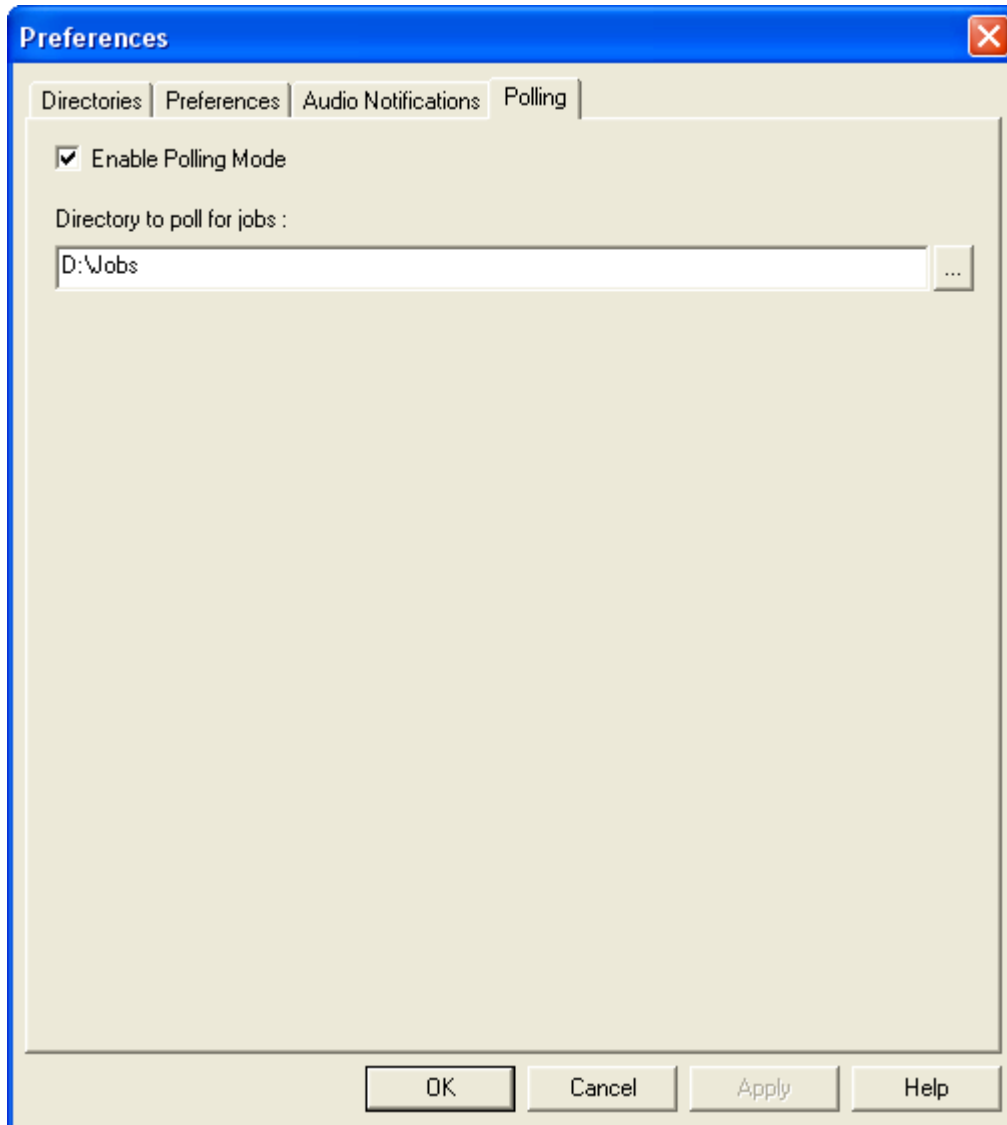 Preferences
Directories Preferences Audio Notifications Polling
Enable Polling Mode
Directory to poll for jobs :
D:\Jobs
...
OK Cancel Apply Help